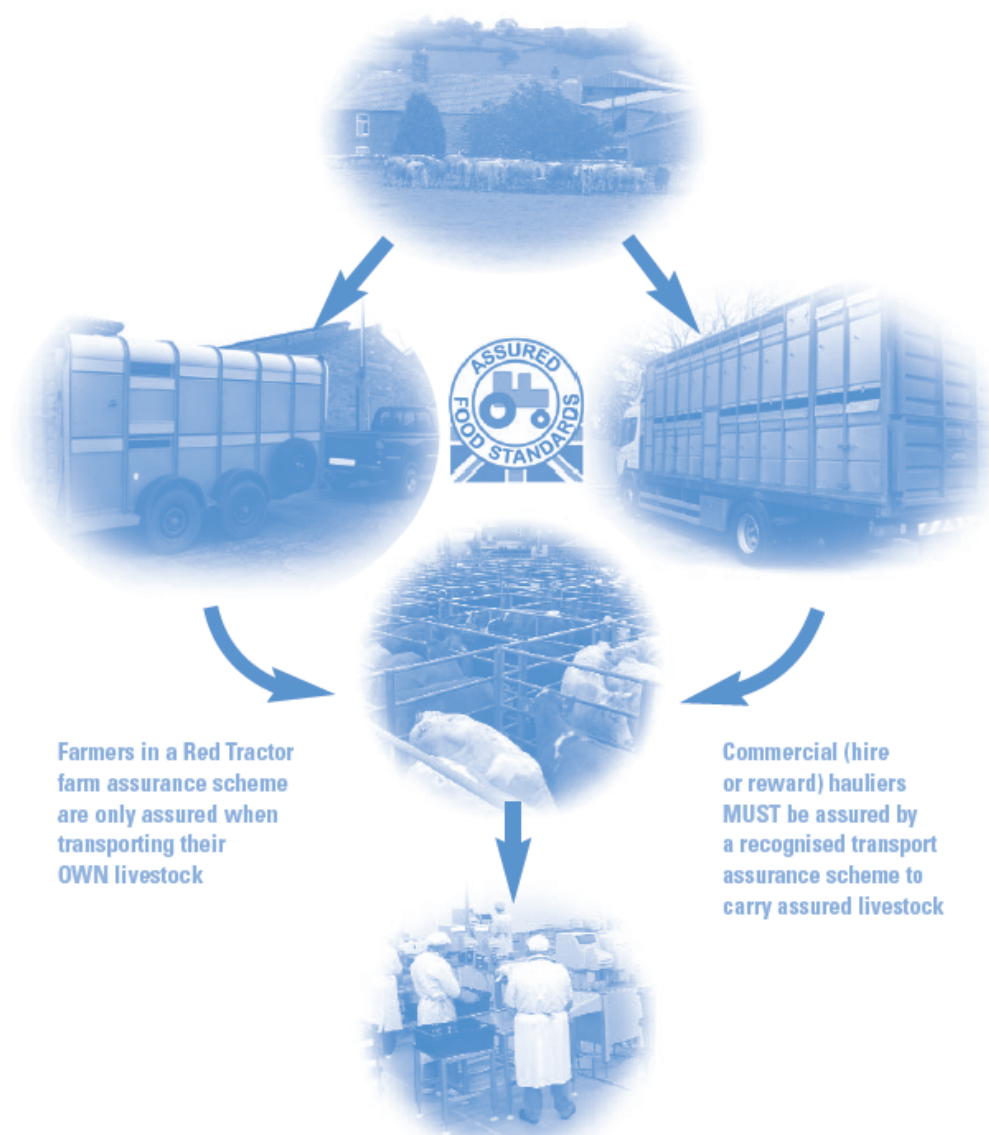 ASSURED
FOOD STANDARDS
Farmers in a Red Tractor
farm assurance scheme
are only assured when
transporting their
OWN livestock
Commercial (hire
or reward) hauliers
MUST be assured by
a recognised transport
assurance scheme to
carry assured livestock